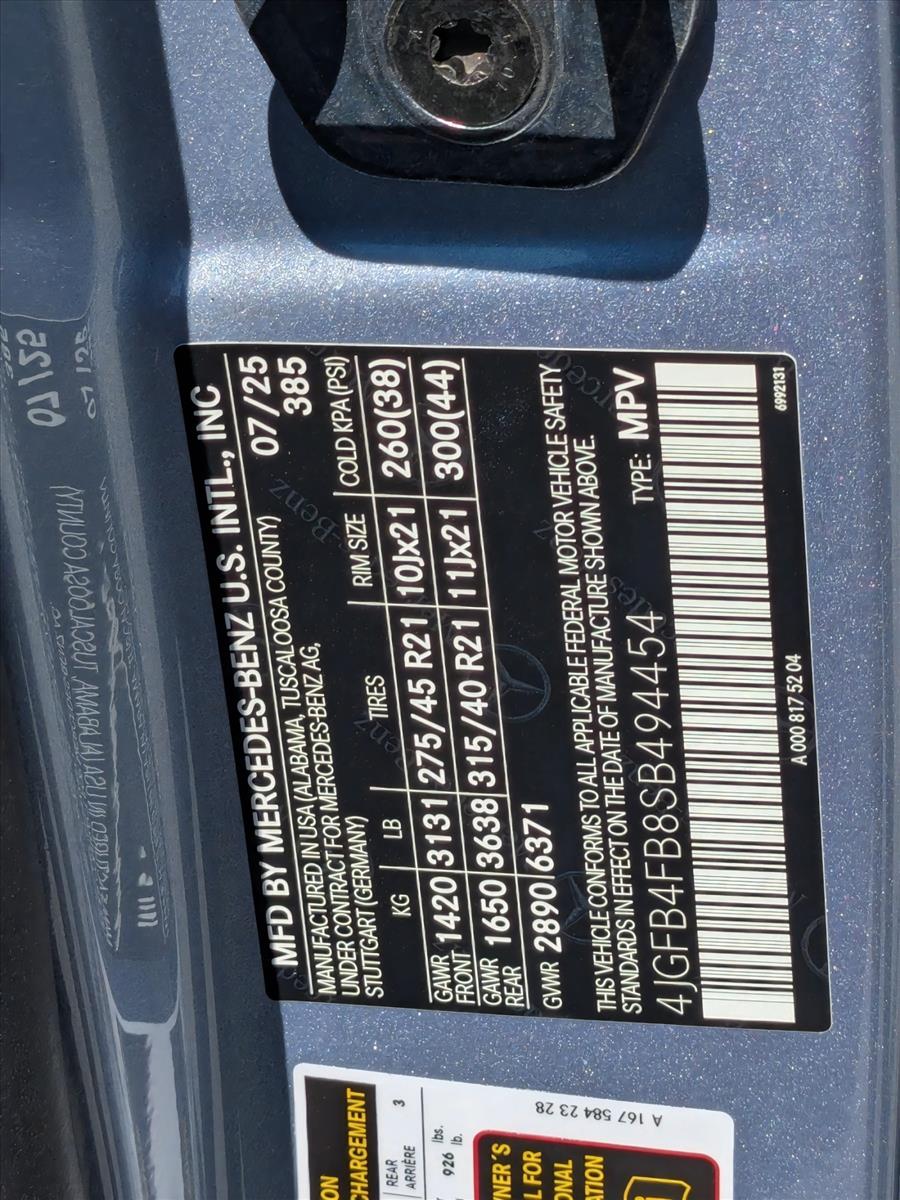 MFD BY MERCEDES-BENZ U.S. INTL., INC
MANUFACTURED IN USA (ALABAMA, TUSCALOOSA COUNTY) 07/25
UNDER CONTRACT FOR MERCEDES-BENZ AG, 385
STUTTGART (GERMANY)
KG LB TIRES RIM SIZE COLD KPA (PSI)
GAWR FRONT 1420 3131 275/45 R21 10Jx21 260(38)
GAWR REAR 1650 3638 315/40 R21 11Jx21 300(44)
GVWR 2890 6371
THIS VEHICLE CONFORMS TO ALL APPLICABLE FEDERAL MOTOR VEHICLE SAFETY
STANDARDS IN EFFECT ON THE DATE OF MANUFACTURE SHOWN ABOVE.
4JGFB4FB8SB494454 TYPE: MPV
A 000 817 52 04 6992131
CHARGEMENT
REAR
ARRIÈRE 3
926 lb.
lbs.
A 167 584 23 28